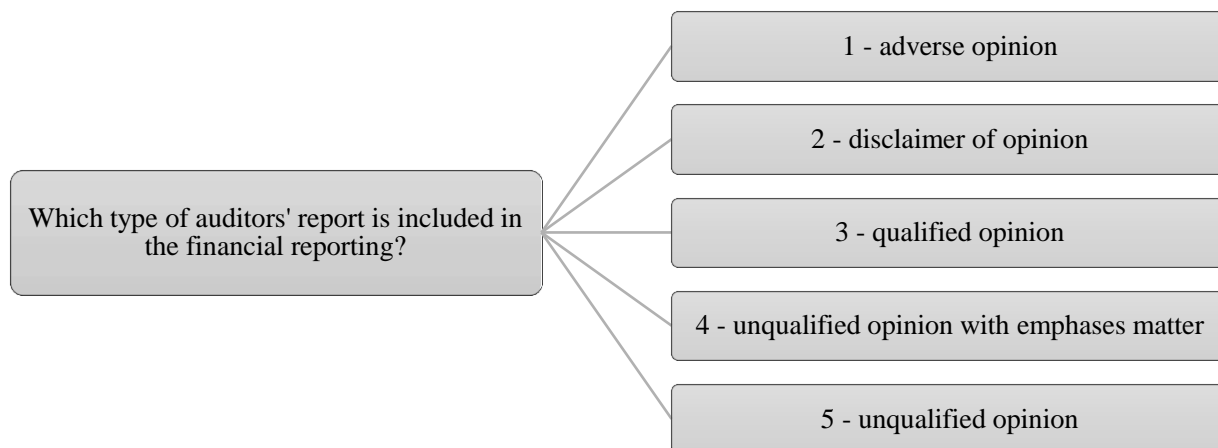 1 - adverse opinion
2 - disclaimer of opinion
Which type of auditors' report is included in
the financial reporting?
3 - qualified opinion
4 - unqualified opinion with emphases matter
5 - unqualified opinion